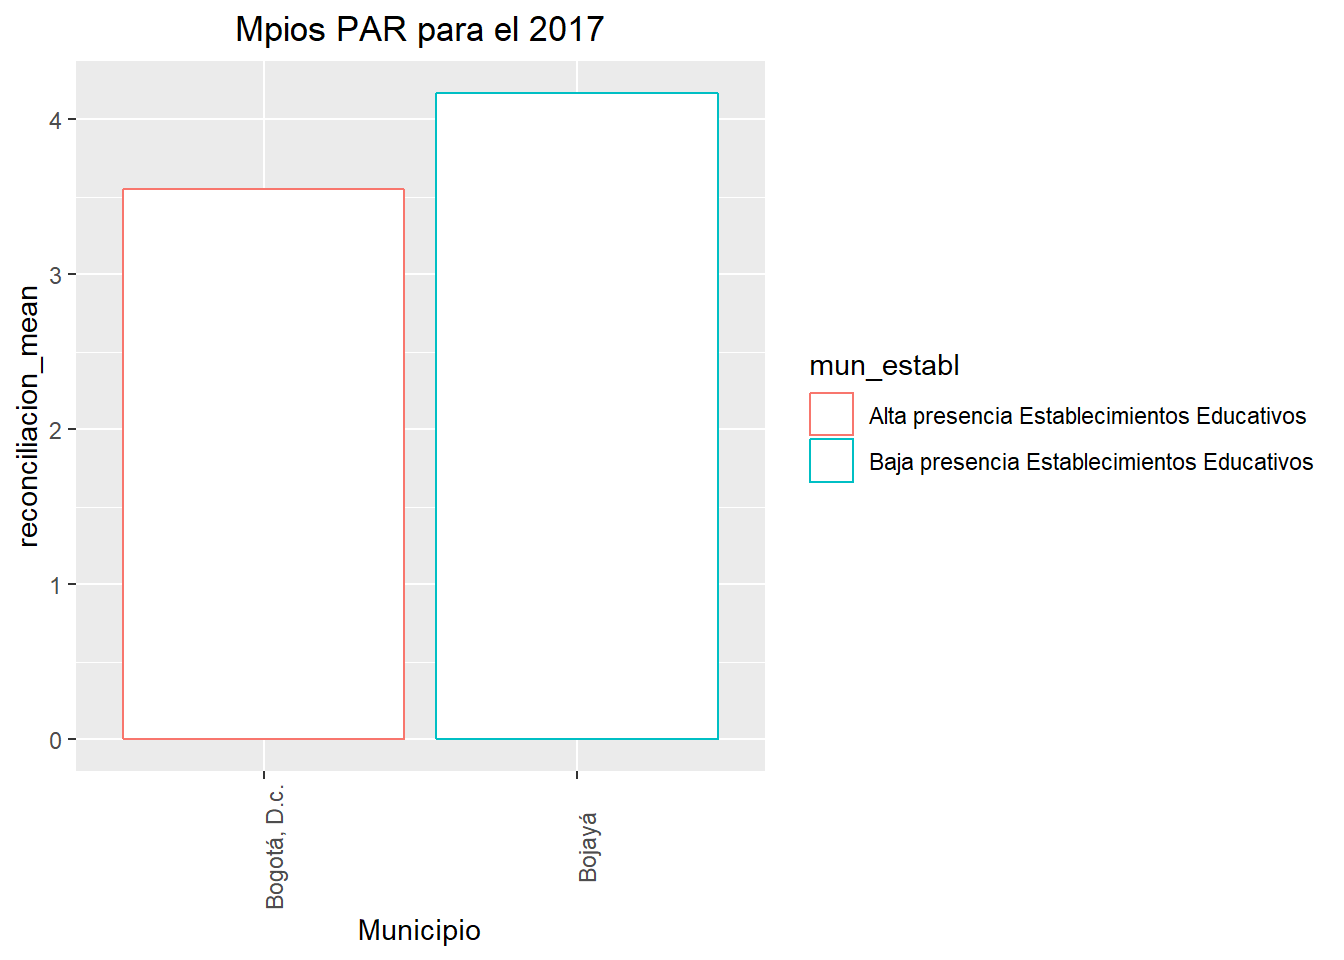 Mpios PAR para el 2017
reconciliacion_mean
4
3
2
1
0
Bogotá, D.c.
Bojayá
Municipio
mun_establ
Alta presencia Establecimientos Educativos
Baja presencia Establecimientos Educativos